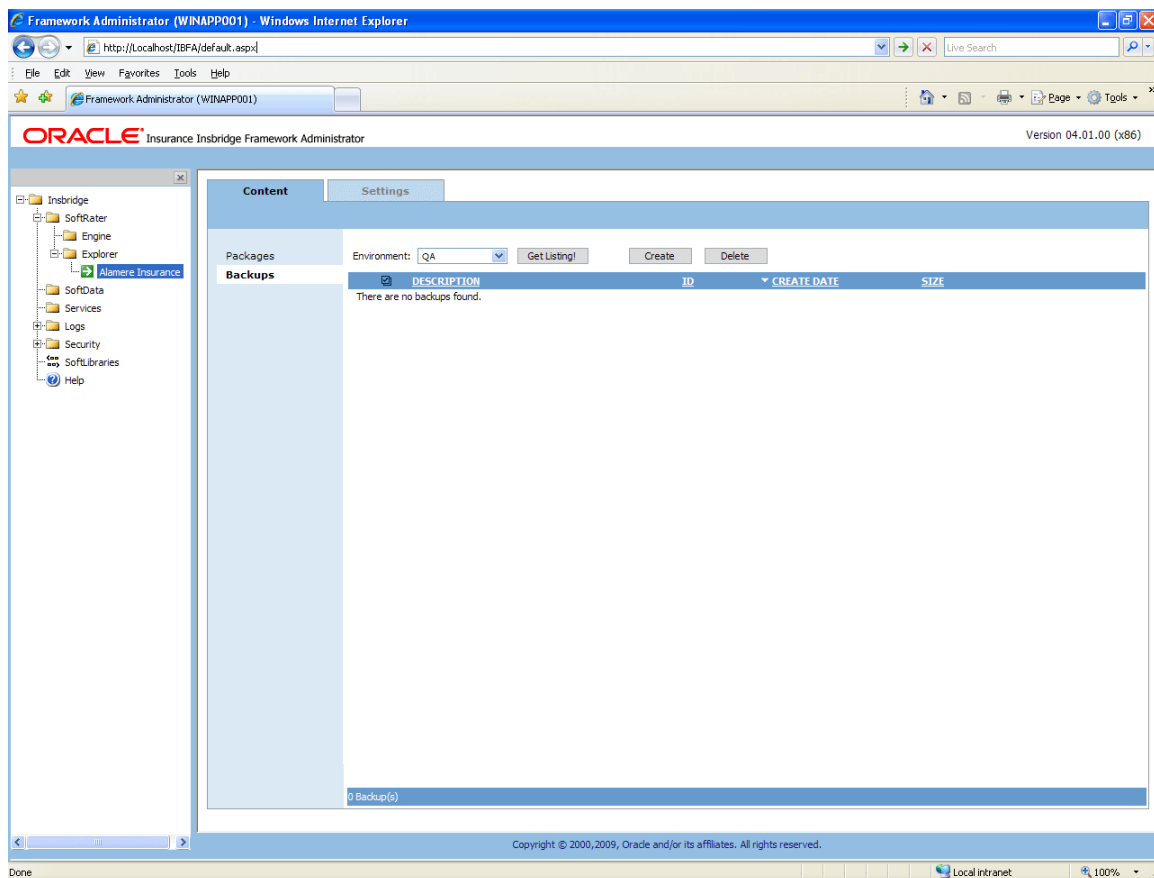 Framework Administrator (WINAPP001) - Windows Internet Explorer
http://Localhost/IBFA/default.aspx
Live Search
File Edit View Favorites Tools Help
Framework Administrator (WINAPP001)
Page Tools
ORACLE Insurance Insbridge Framework Administrator
Version 04.01.00 (x86)
Insbridge
SoftRater
Engine
Explorer
Alamere Insurance
SoftData
Services
Logs
Security
SoftLibraries
Help
Content Settings
Packages
Backups
Environment: QA Get Listing! Create Delete
DESCRIPTION ID CREATE DATE SIZE
There are no backups found.
0 Backup(s)
Copyright © 2000,2009, Oracle and/or its affiliates. All rights reserved.
Done Local intranet 100%